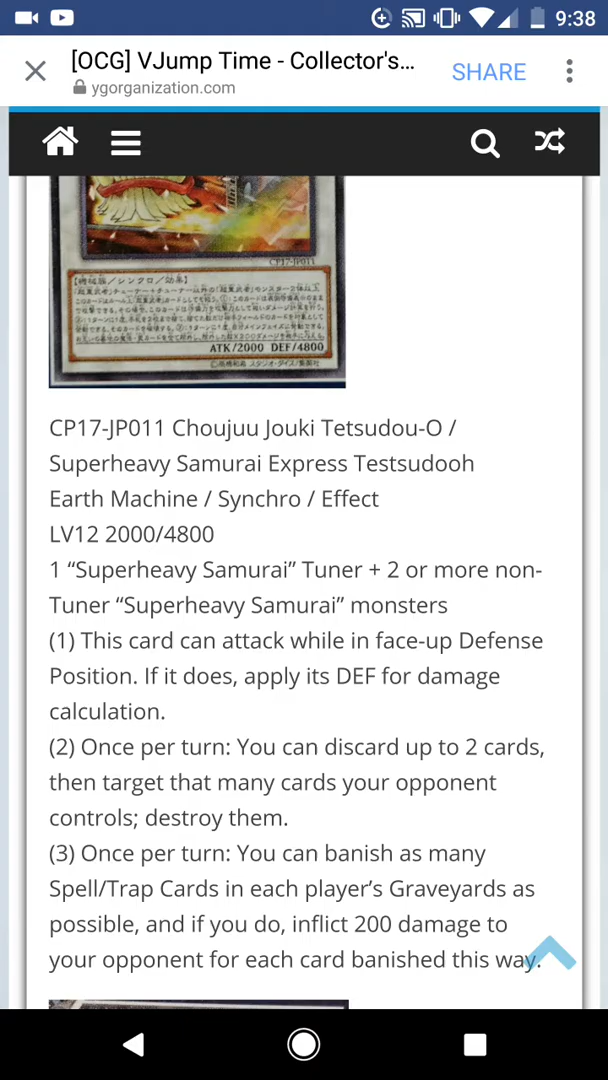 9:38
[OCG] VJump Time - Collector's...
ygorganization.com
SHARE
CP17-JP011
ATK/2000 DEF/4800
CP17-JP011 Choujuu Jouki Tetsudou-O /
Superheavy Samurai Express Testsudooh
Earth Machine / Synchro / Effect
LV12 2000/4800
1 “Superheavy Samurai” Tuner + 2 or more non-
Tuner “Superheavy Samurai” monsters
(1) This card can attack while in face-up Defense
Position. If it does, apply its DEF for damage
calculation.
(2) Once per turn: You can discard up to 2 cards,
then target that many cards your opponent
controls; destroy them.
(3) Once per turn: You can banish as many
Spell/Trap Cards in each player’s Graveyards as
possible, and if you do, inflict 200 damage to
your opponent for each card banished this way.